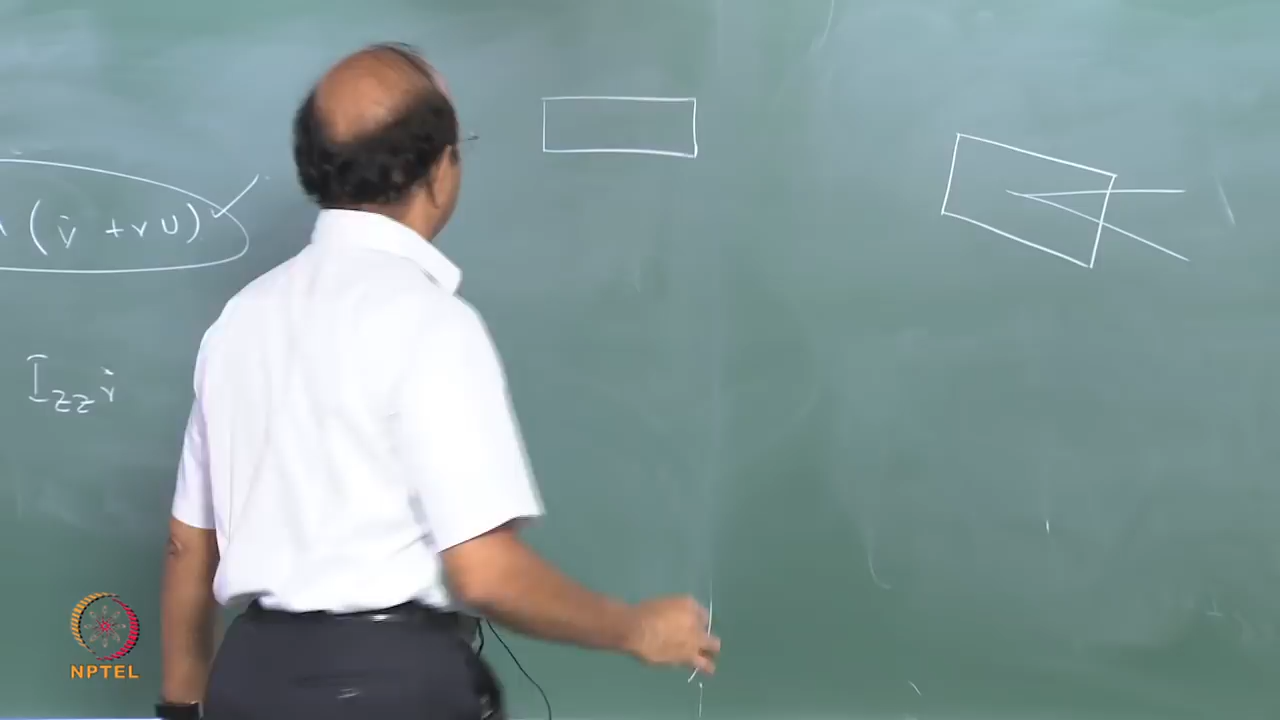 (v̇ + rU)
I_zz ṙ
NPTEL